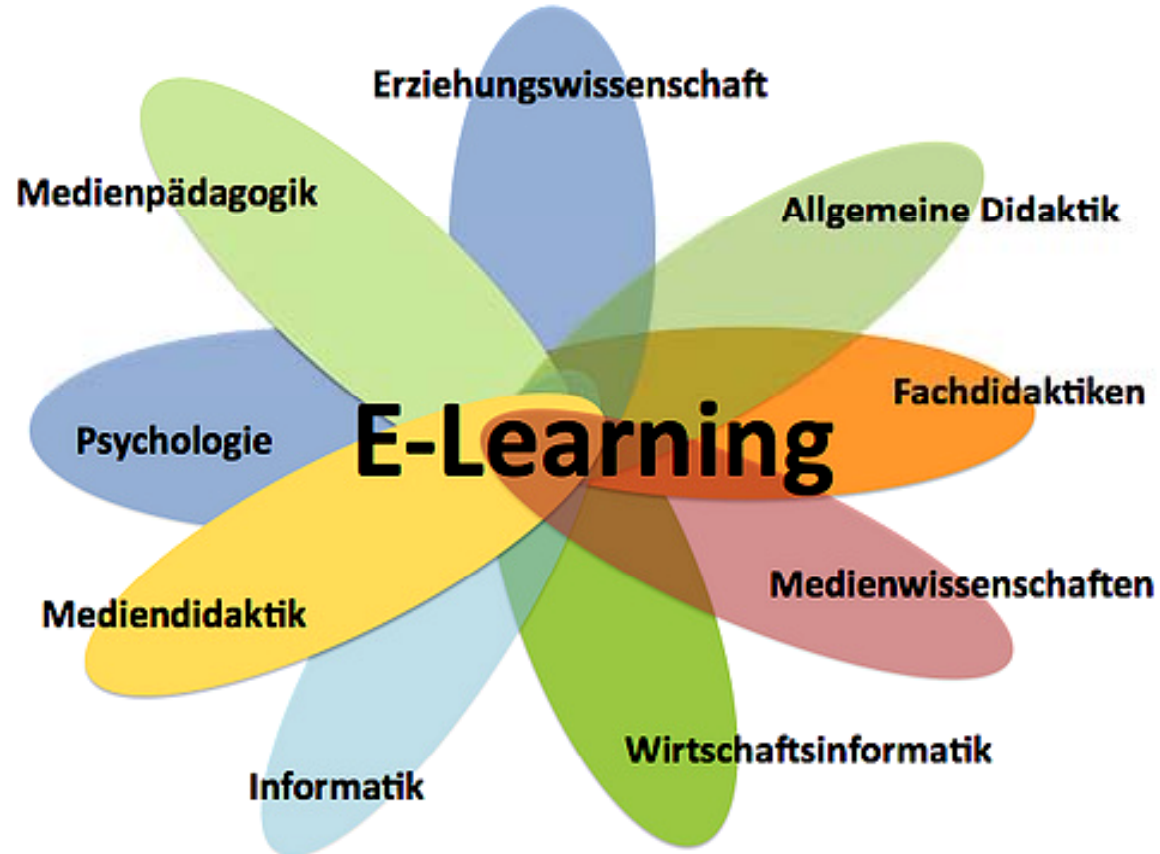 Erziehungswissenschaft
Medienpädagogik
Allgemeine Didaktik
Fachdidaktiken
Psychologie
E-Learning
Medienwissenschaften
Mediendidaktik
Wirtschaftsinformatik
Informatik